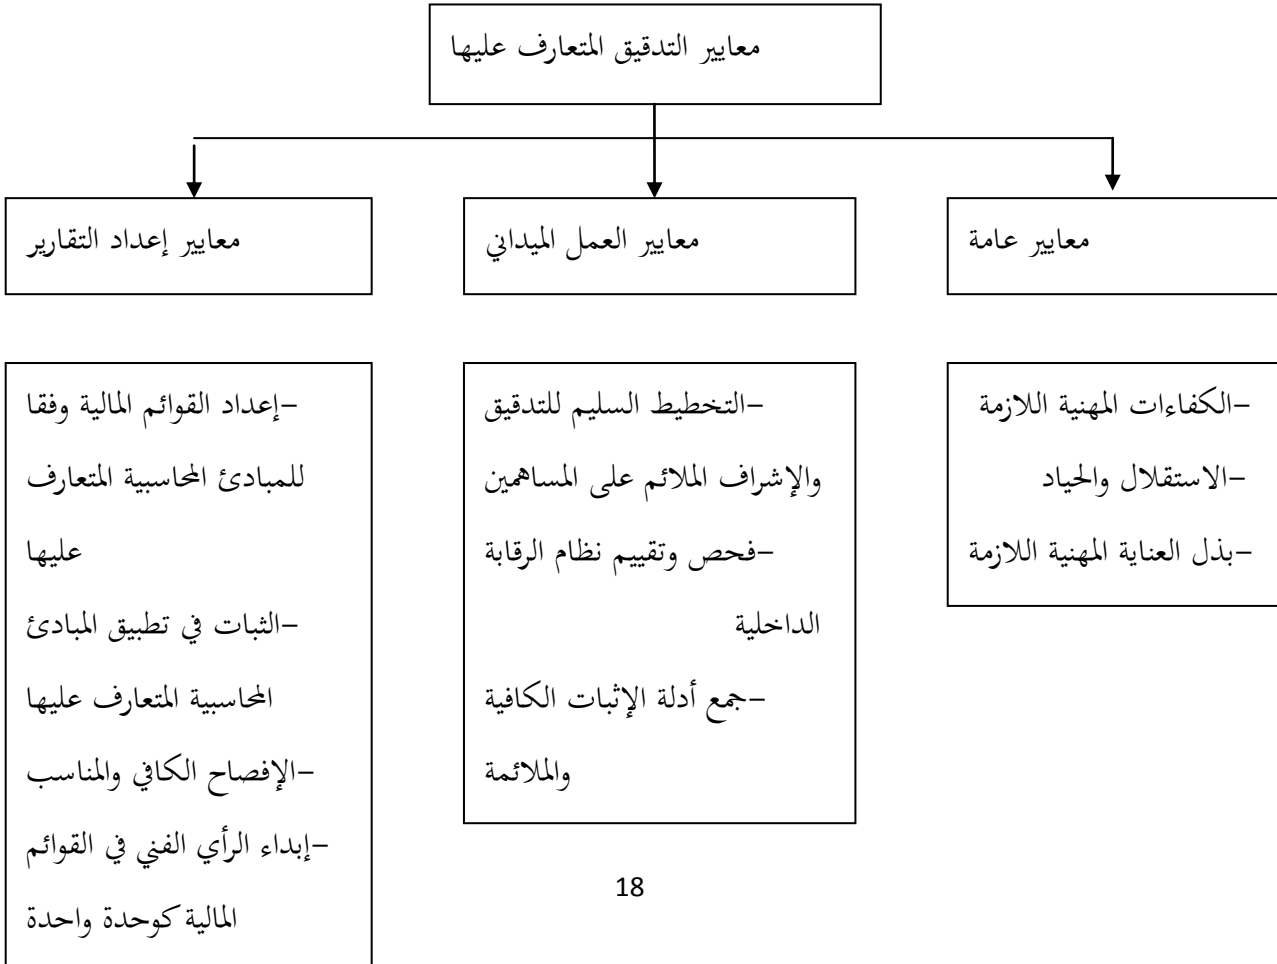 معايير التدقيق المتعارف عليها
معايير عامة
معايير العمل الميداني
معايير إعداد التقارير
–الكفاءات المهنية اللازمة
–الاستقلال والحياد
–بذل العناية المهنية اللازمة
–التخطيط السليم للتدقيق
والإشراف الملائم على المساهمين
–فحص وتقييم نظام الرقابة
الداخلية
–جمع أدلة الإثبات الكافية
والملائمة
–إعداد القوائم المالية وفقا
للمبادئ المحاسبية المتعارف
عليها
–الثبات في تطبيق المبادئ
المحاسبية المتعارف عليها
–الإفصاح الكافي والمناسب
–إبداء الرأي الفني في القوائم
المالية كوحدة واحدة
18